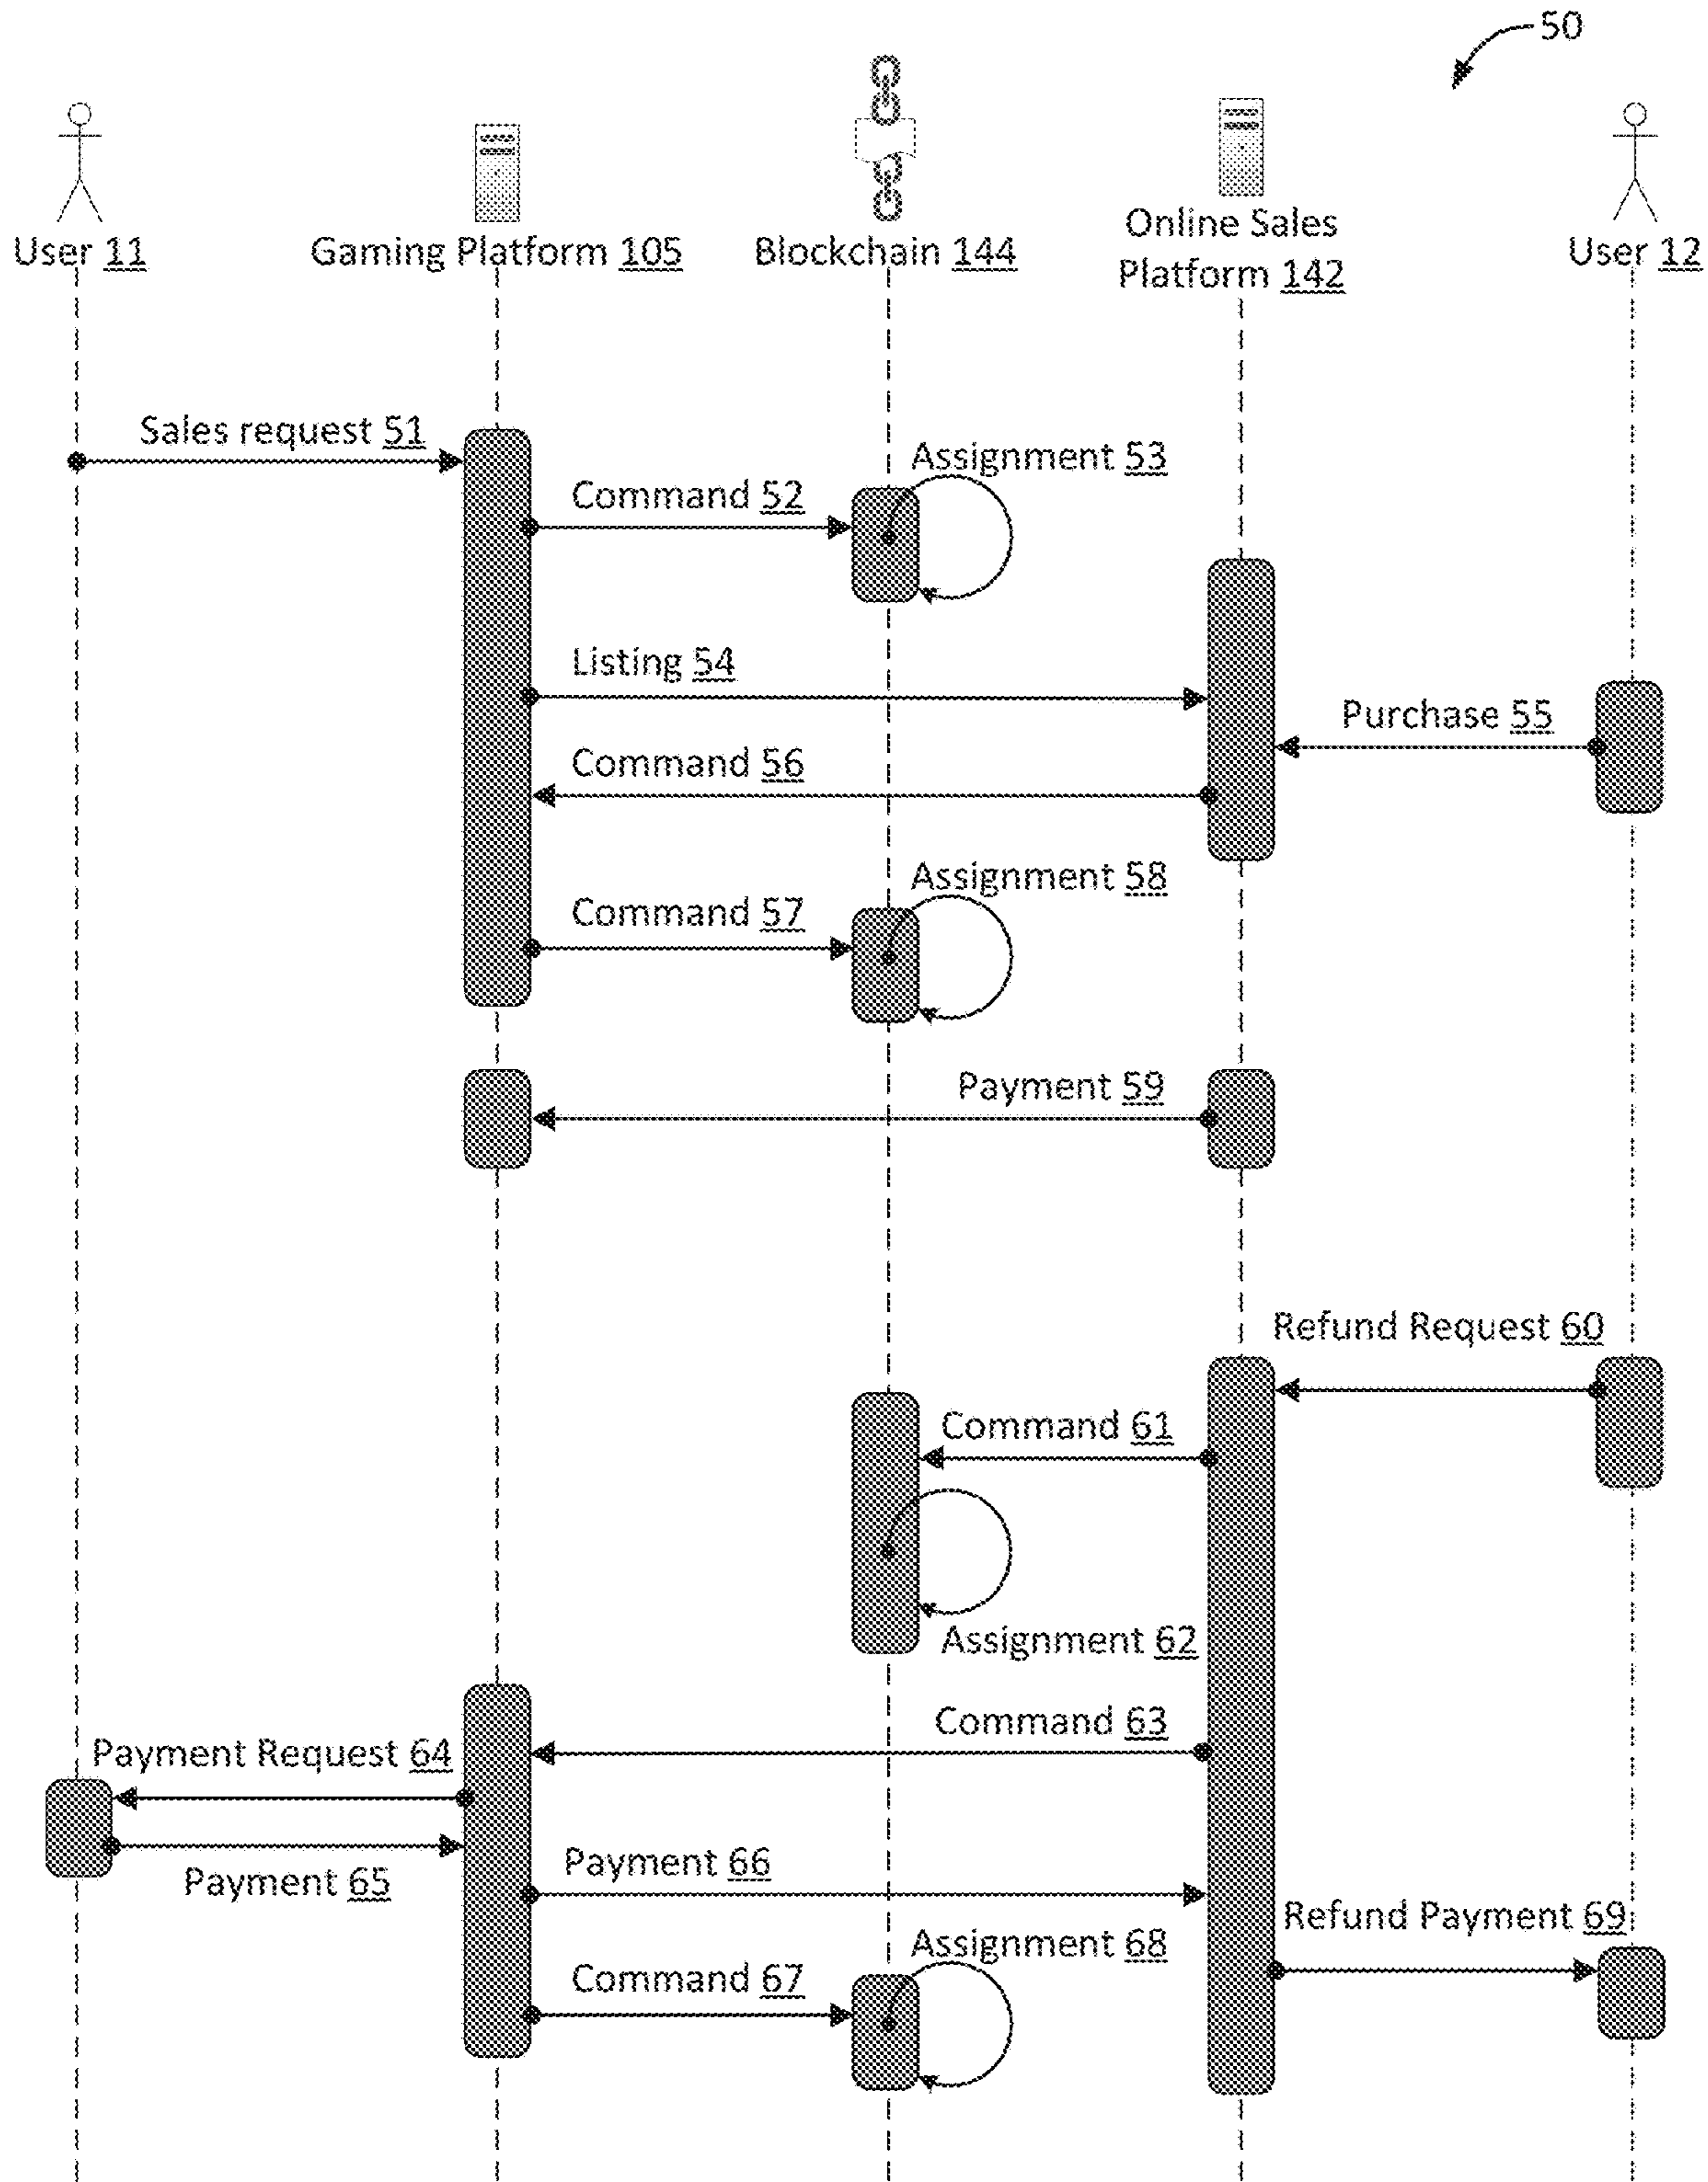 50
User 11
Gaming Platform 105
Blockchain 144
Online Sales
Platform 142
User 12
Sales request 51
Assignment 53
Command 52
Listing 54
Purchase 55
Command 56
Assignment 58
Command 57
Payment 59
Refund Request 60
Command 61
Assignment 62
Command 63
Payment Request 64
Payment 65
Payment 66
Refund Payment 69
Assignment 68
Command 67